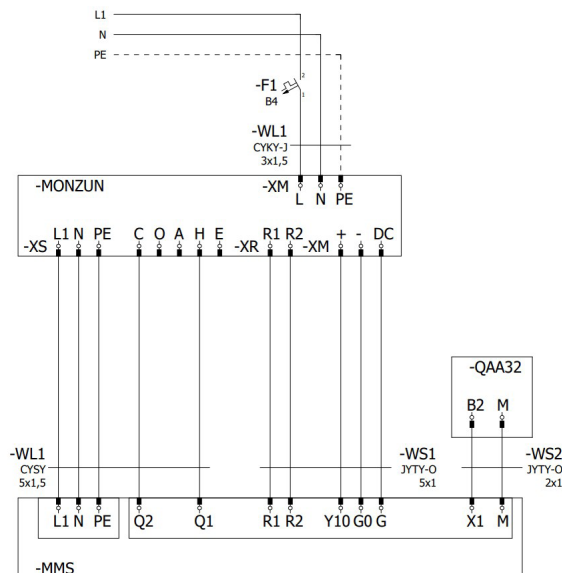 L1
N
PE
2
-F1
B4
1
-WL1
CYKY-J
3x1,5
-MONZUN
-XM
L N PE
L1 N PE C O A H E R1 R2 + - DC
-XS -XR -XM
-QAA32
B2 M
-WL1
CYSY
5x1,5
-WS1
JYTY-O
5x1
-WS2
JYTY-O
2x1
L1 N PE Q2 Q1 R1 R2 Y10 G0 G X1 M
-MMS